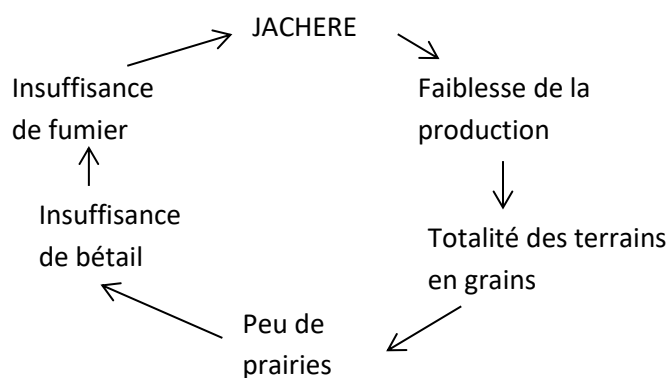 JACHERE
Faiblesse de la
production
Totalité des terrains
en grains
Peu de
prairies
Insuffisance
de bétail
Insuffisance
de fumier